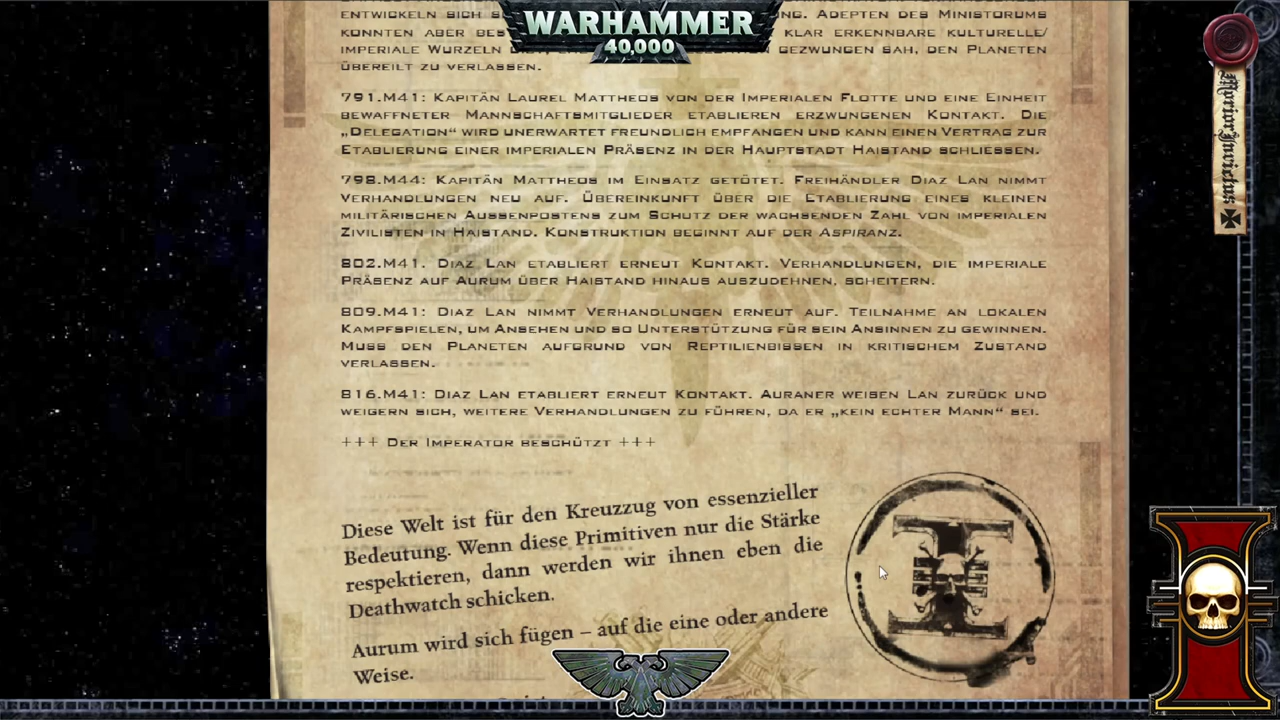 WARHAMMER
40,000
KONNTEN ABER
KLAR ERKENNBARE KULTURELLE/
IMPERIALE WURZELN
GEZWUNGEN SAH, DEN PLANETEN
ÜBEREILT ZU VERLASSEN.
791.M41: KAPITÄN LAUREL MATTHEOS VON DER IMPERIALEN FLOTTE UND EINE EINHEIT
BEWAFFNETER MANNSCHAFTSMITGLIEDER ETABLIEREN ERZWUNGENEN KONTAKT. DIE
„DELEGATION“ WIRD UNERWARTET FREUNDLICH EMPFANGEN UND KANN EINEN VERTRAG ZUR
ETABLIERUNG EINER IMPERIALEN PRÄSENZ IN DER HAUPTSTADT HAISTAND SCHLIESSEN.
798.M44: KAPITÄN MATTHEOS IM EINSATZ GETÖTET. FREIHÄNDLER DIAZ LAN NIMMT
VERHANDLUNGEN NEU AUF. ÜBEREINKUNFT ÜBER DIE ETABLIERUNG EINES KLEINEN
MILITÄRISCHEN AUSSENPOSTENS ZUM SCHUTZ DER WACHSENDEN ZAHL VON IMPERIALEN
ZIVILISTEN IN HAISTAND. KONSTRUKTION BEGINNT AUF DER ASPIRANZ.
802.M41. DIAZ LAN ETABLIERT ERNEUT KONTAKT. VERHANDLUNGEN, DIE IMPERIALE
PRÄSENZ AUF AURUM ÜBER HAISTAND HINAUS AUSZUDEHNEN, SCHEITERN.
809.M41: DIAZ LAN NIMMT VERHANDLUNGEN ERNEUT AUF. TEILNAHME AN LOKALEN
KAMPFSPIELEN, UM ANSEHEN UND SO UNTERSTÜTZUNG FÜR SEIN ANSINNEN ZU GEWINNEN.
MUSS DEN PLANETEN AUFGRUND VON REPTILIENBISSEN IN KRITISCHEM ZUSTAND
VERLASSEN.
816.M41: DIAZ LAN ETABLIERT ERNEUT KONTAKT. AURANER WEISEN LAN ZURÜCK UND
WEIGERN SICH, WEITERE VERHANDLUNGEN ZU FÜHREN, DA ER „KEIN ECHTER MANN“ SEI.
+++ DER IMPERATOR BESCHÜTZT +++
Diese Welt ist für den Kreuzzug von essenzieller
Bedeutung. Wenn diese Primitiven nur die Stärke
respektieren, dann werden wir ihnen eben die
Deathwatch schicken.
Aurum wird sich fügen – auf die eine oder andere
Weise.